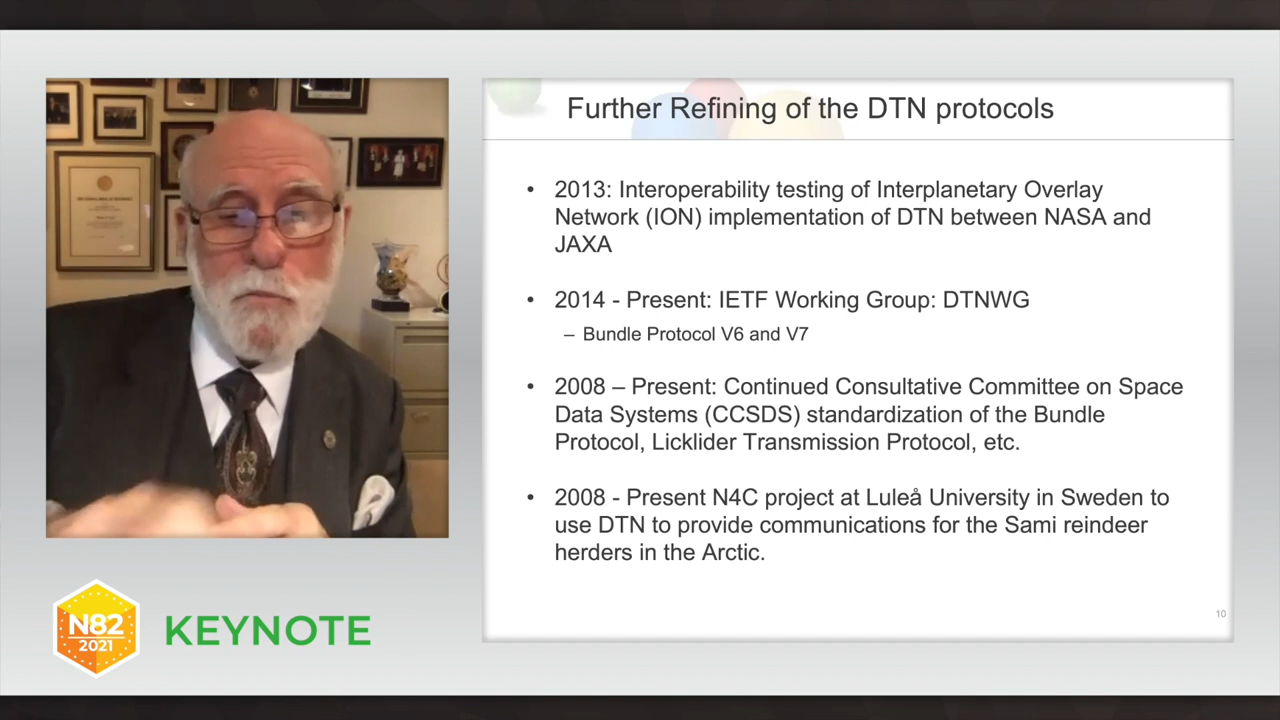 Further Refining of the DTN protocols
• 2013: Interoperability testing of Interplanetary Overlay
Network (ION) implementation of DTN between NASA and
JAXA
• 2014 - Present: IETF Working Group: DTNWG
– Bundle Protocol V6 and V7
• 2008 – Present: Continued Consultative Committee on Space
Data Systems (CCSDS) standardization of the Bundle
Protocol, Licklider Transmission Protocol, etc.
• 2008 - Present N4C project at Luleå University in Sweden to
use DTN to provide communications for the Sami reindeer
herders in the Arctic.
10
N82
2021
KEYNOTE